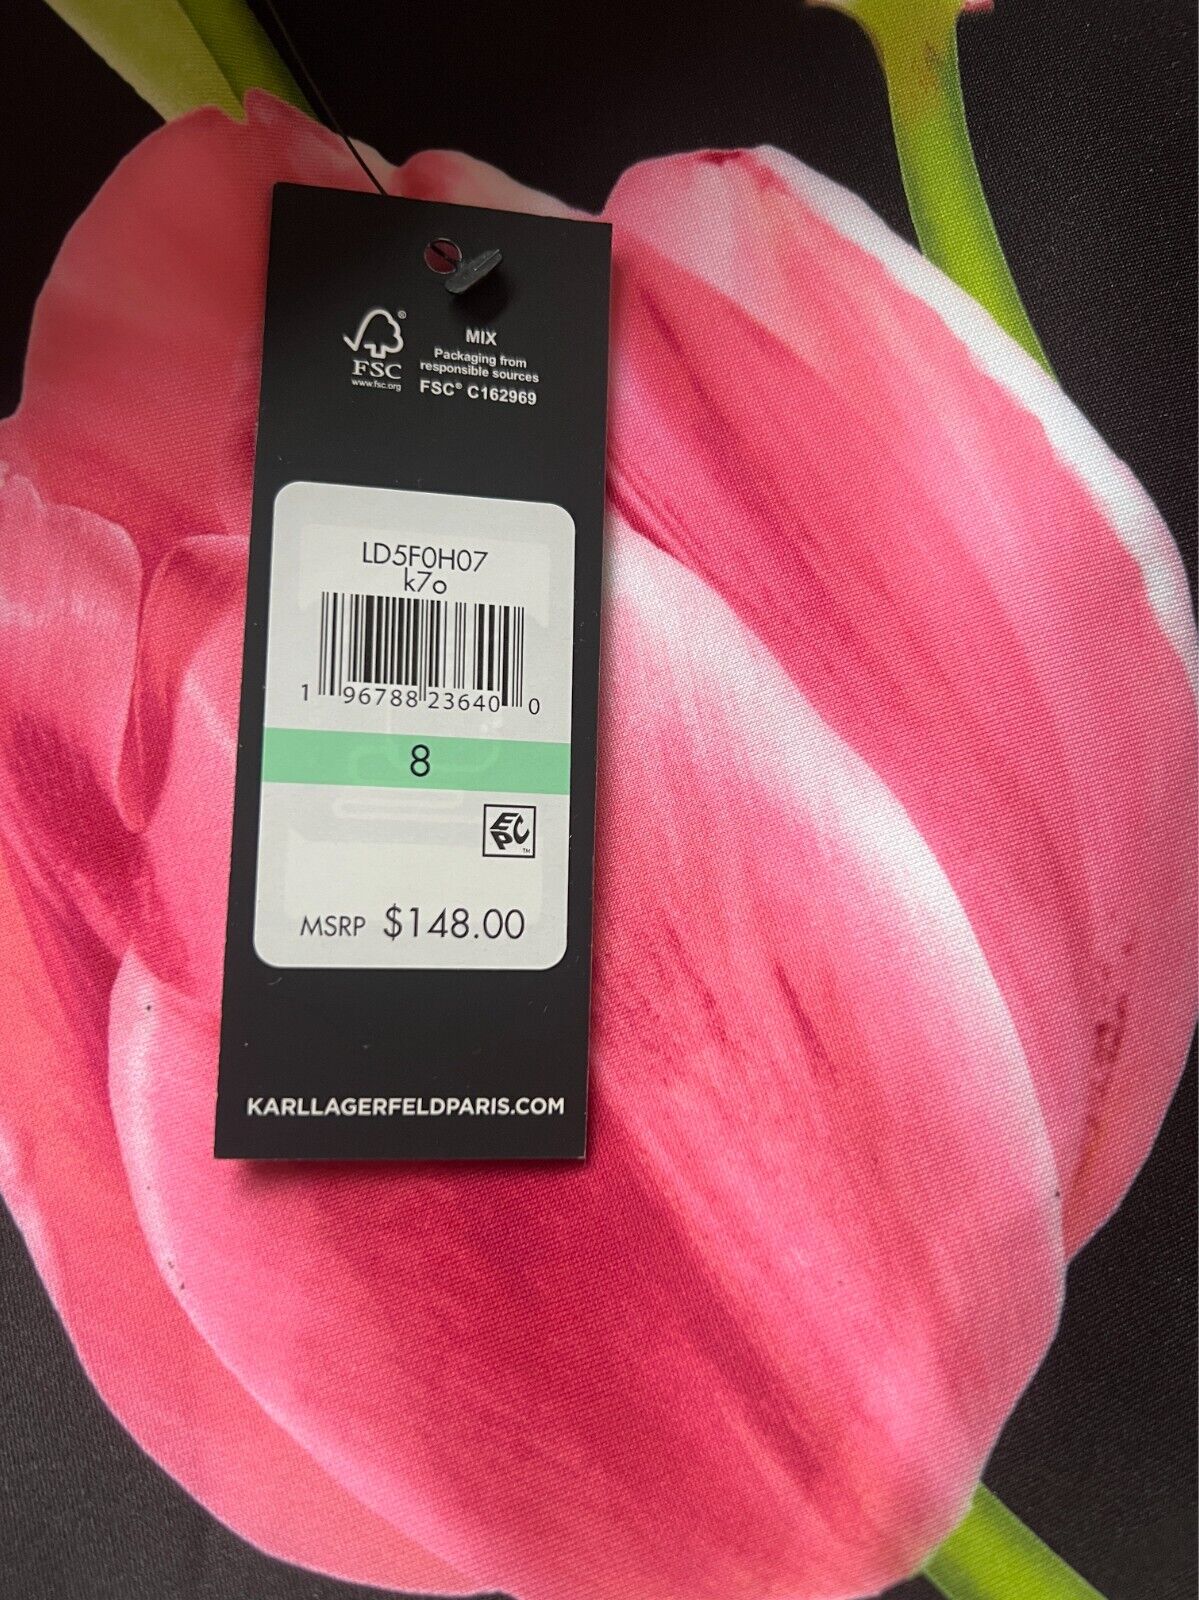 FSC®
www.fsc.org
MIX
Packaging from
responsible sources
FSC® C162969
LD5F0H07
k7o
1 96788 23640 0
8
EPC™
MSRP $148.00
KARLLAGERFELDPARIS.COM